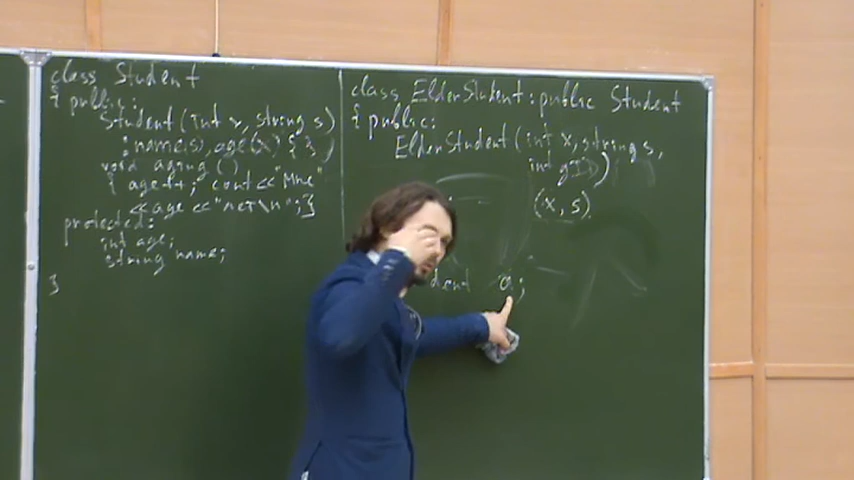 class Student
{ public:
Student(int x, string s)
:name(s), age(x) { }
void aging()
{ age++; cout<<"Мне"
<<age<<"лет\n";}
protected:
int age;
string name;
}
class ElderStudent: public Student
{ public:
ElderStudent(int x, string s,
int g
(x, s)
dent a;